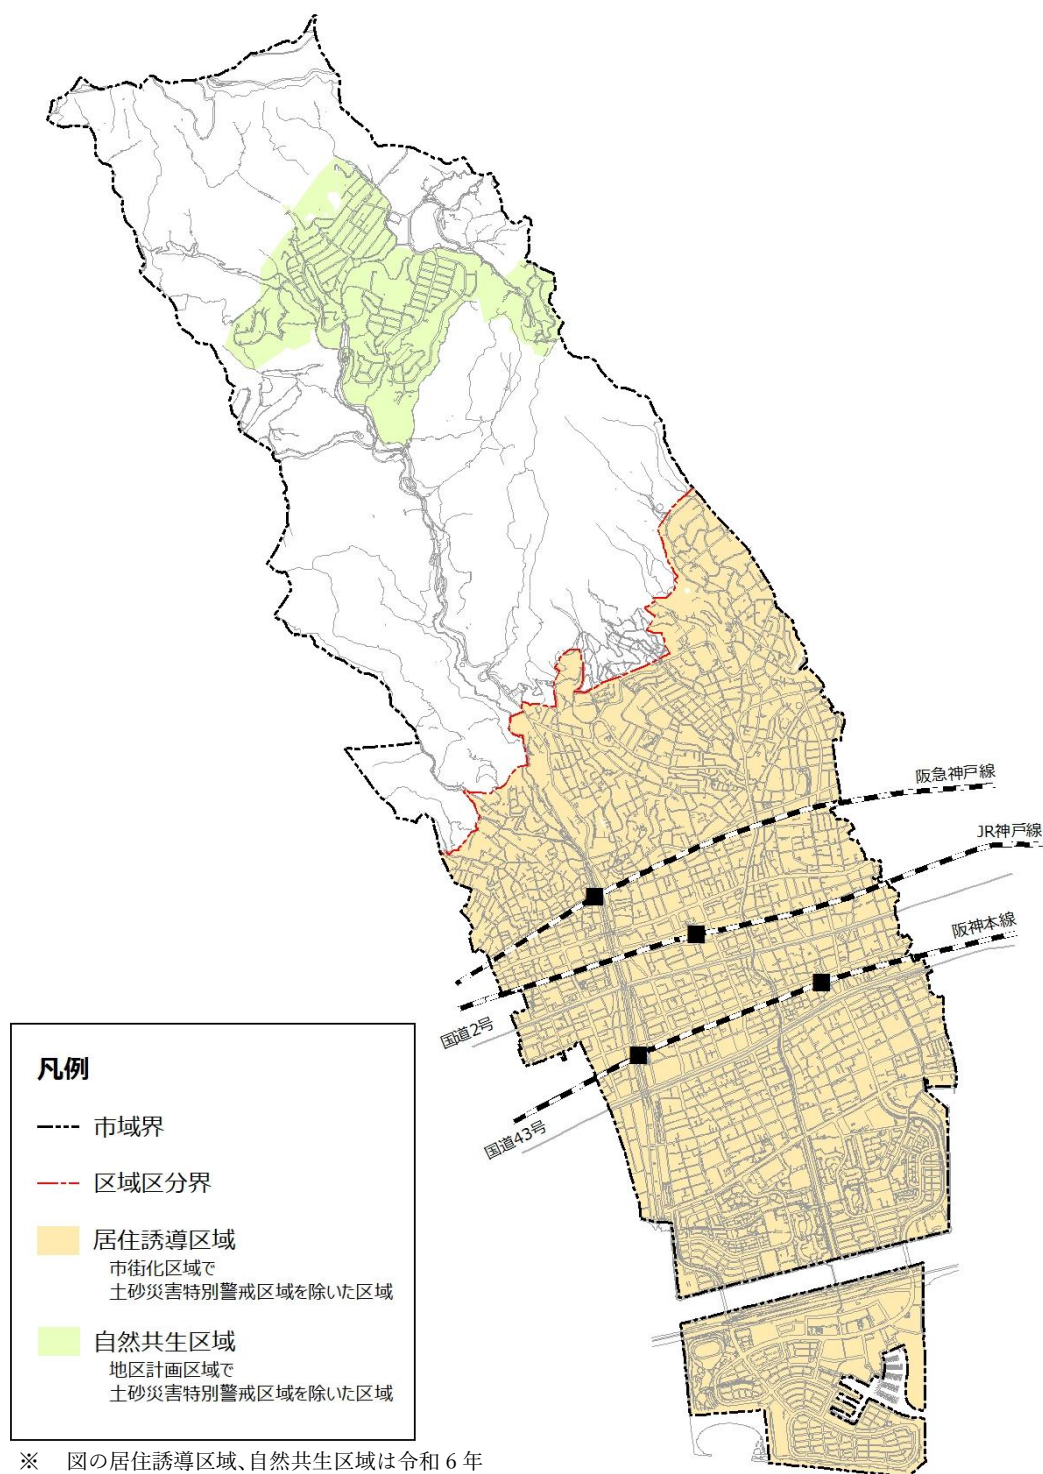 阪急神戸線
JR神戸線
阪神本線
国道2号
国道43号
凡例
市域界
区域区分界
居住誘導区域
市街化区域で
土砂災害特別警戒区域を除いた区域
自然共生区域
地区計画区域で
土砂災害特別警戒区域を除いた区域
※ 図の居住誘導区域、自然共生区域は令和6年